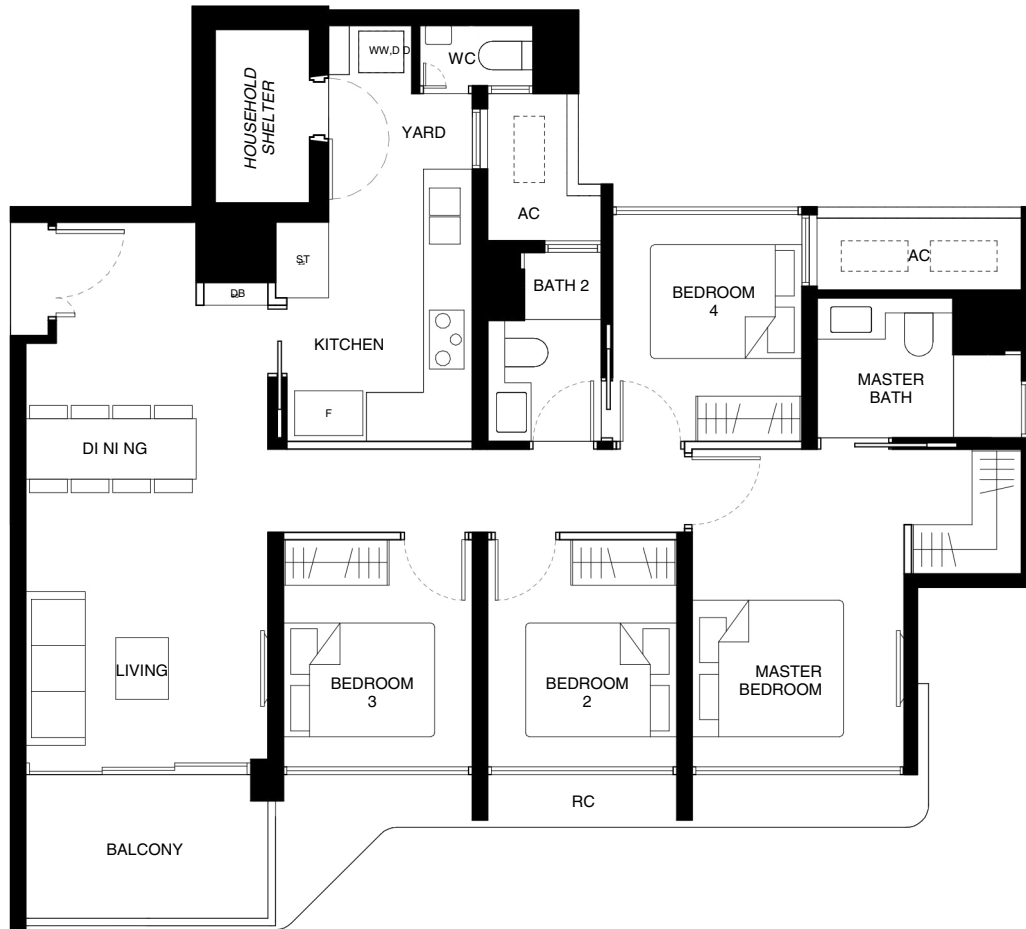 WC
HOUSEHOLD
SHELTER
YARD
AC
ST
DB
BATH 2
BEDROOM
4
AC
KITCHEN
MASTER
BATH
F
DI NI NG
LIVING
BEDROOM
3
BEDROOM
2
MASTER
BEDROOM
RC
BALCONY